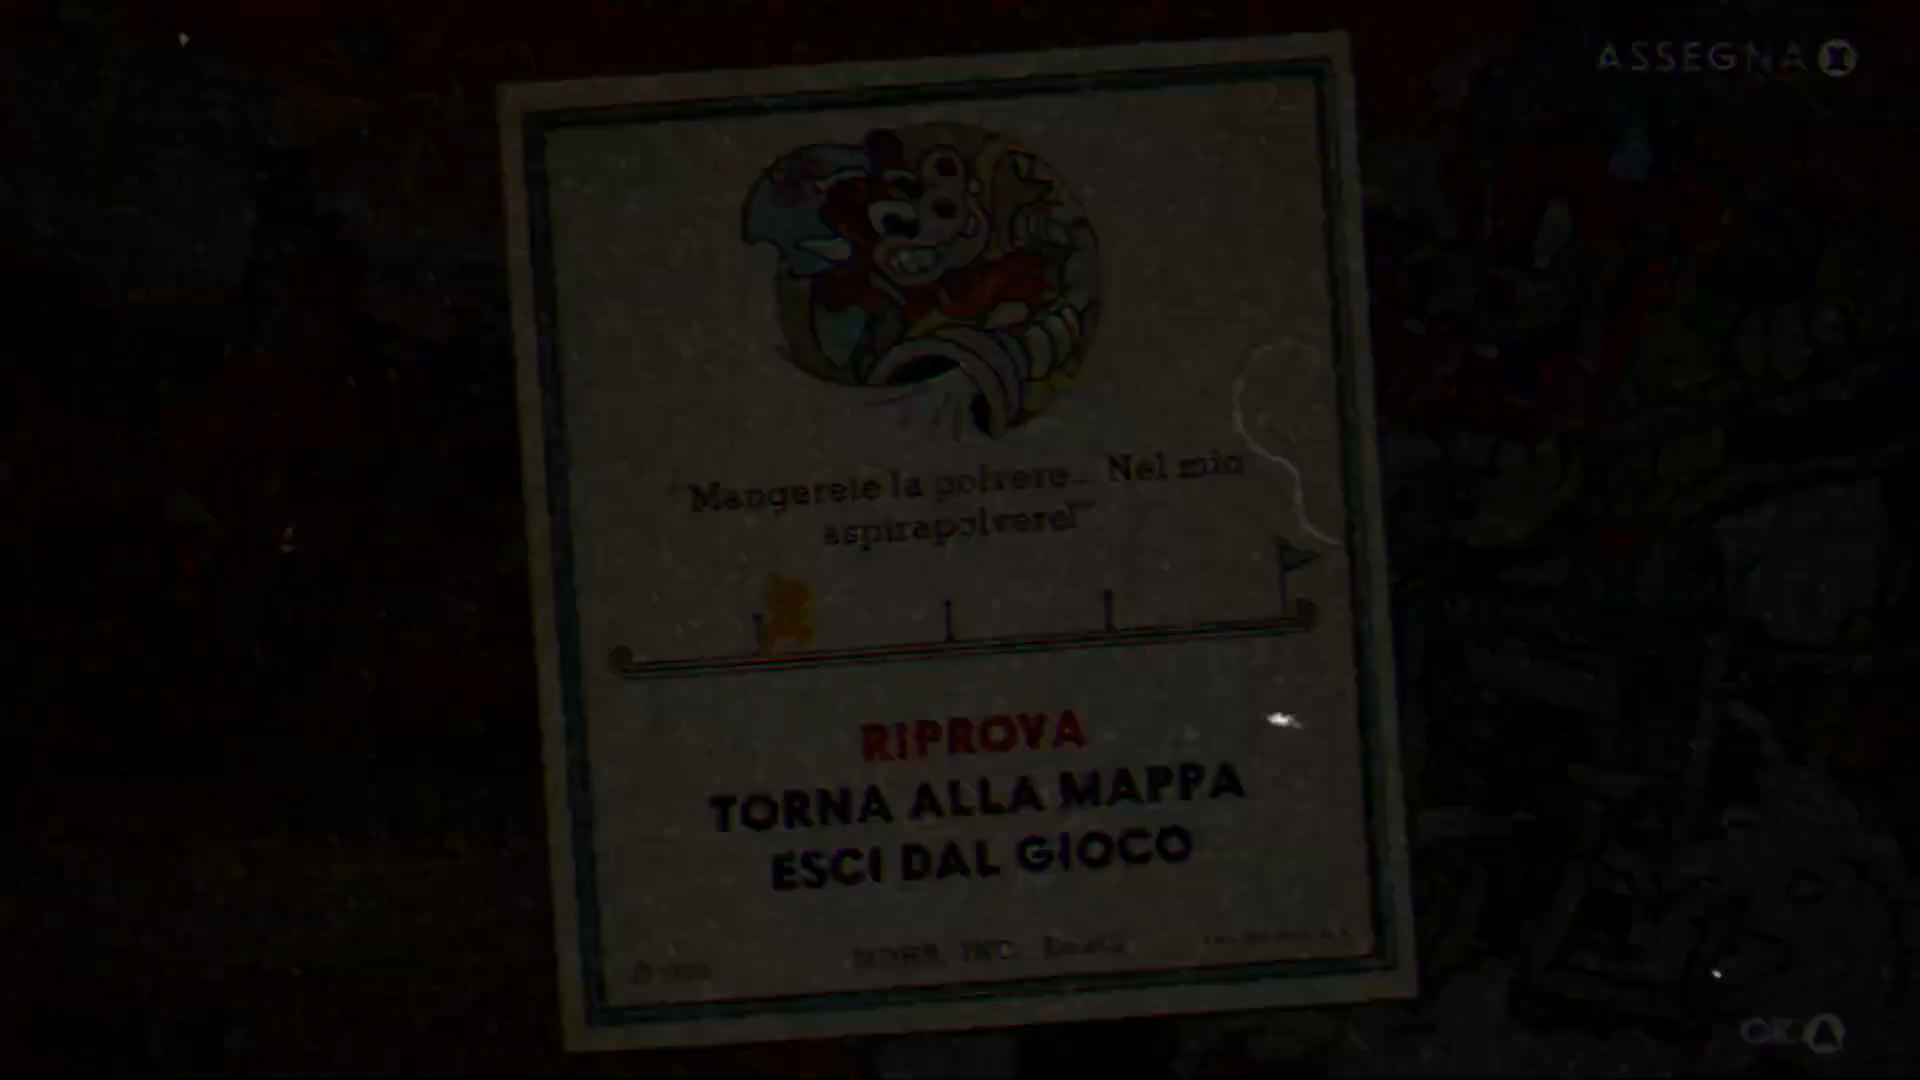 ASSEGNA X
"Mangerete la polvere... Nel mio
aspirapolvere!"
RIPROVA
TORNA ALLA MAPPA
ESCI DAL GIOCO
OK A